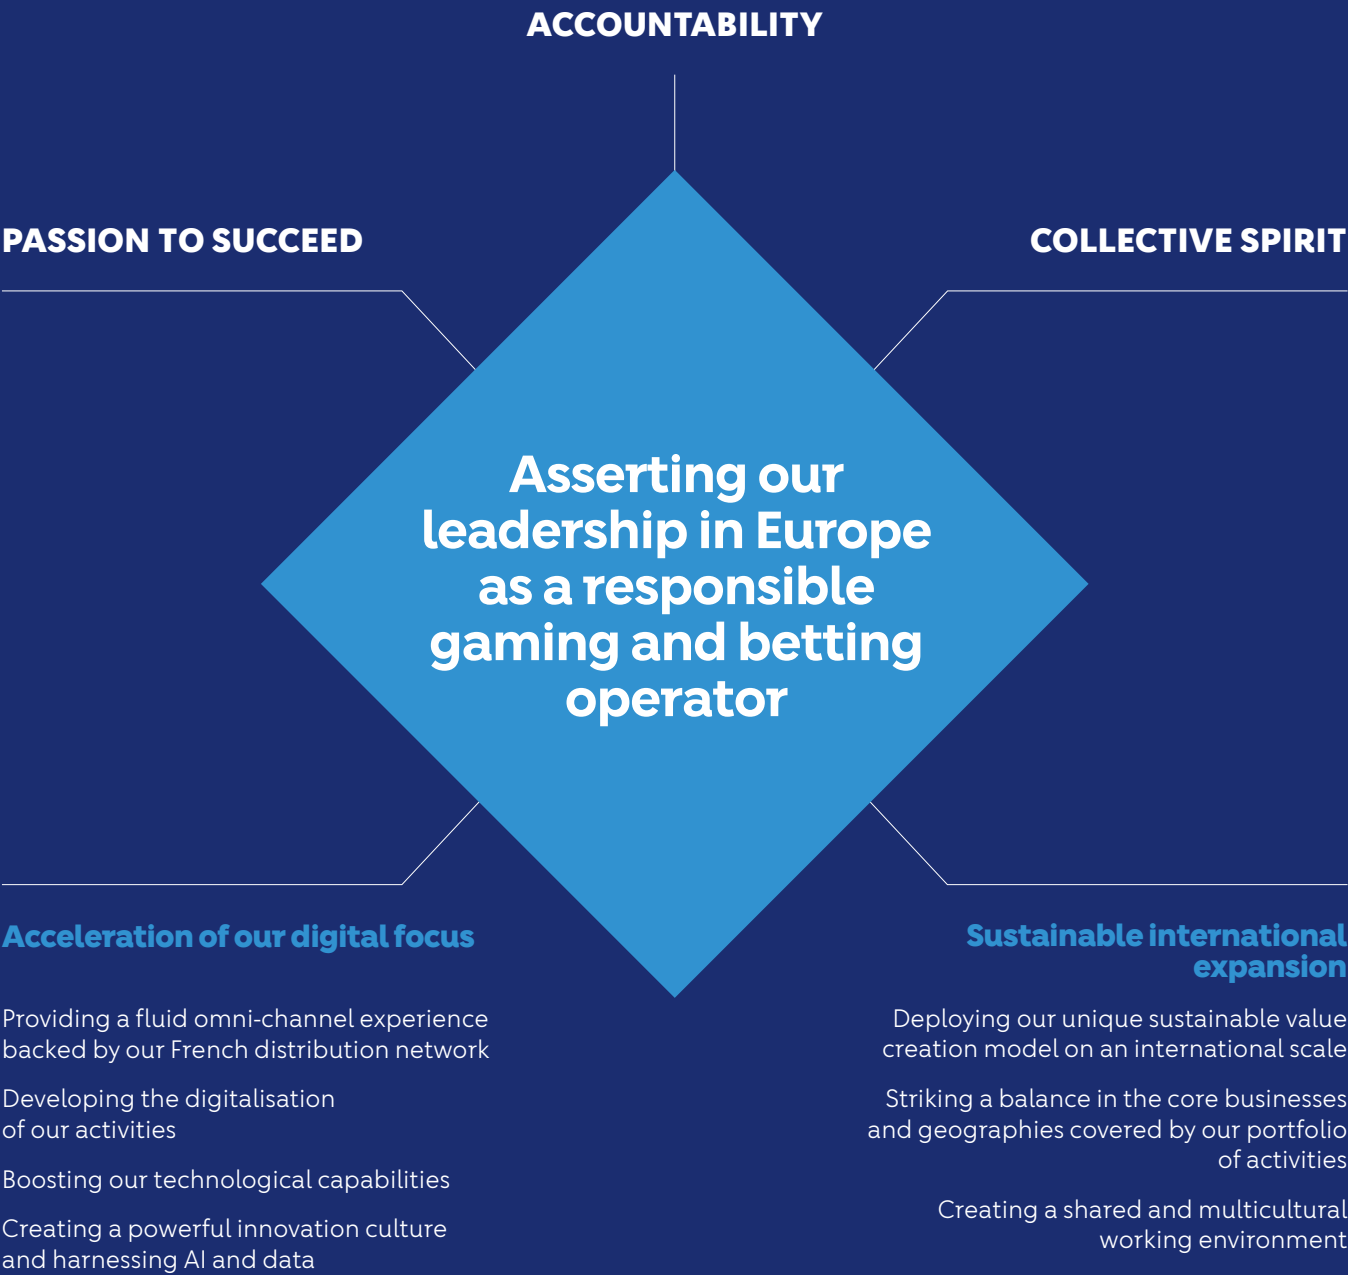 ACCOUNTABILITY
PASSION TO SUCCEED
COLLECTIVE SPIRIT
Asserting our
leadership in Europe
as a responsible
gaming and betting
operator
Acceleration of our digital focus
Providing a fluid omni-channel experience
backed by our French distribution network
Developing the digitalisation
of our activities
Boosting our technological capabilities
Creating a powerful innovation culture
and harnessing AI and data
Sustainable international
expansion
Deploying our unique sustainable value
creation model on an international scale
Striking a balance in the core businesses
and geographies covered by our portfolio
of activities
Creating a shared and multicultural
working environment